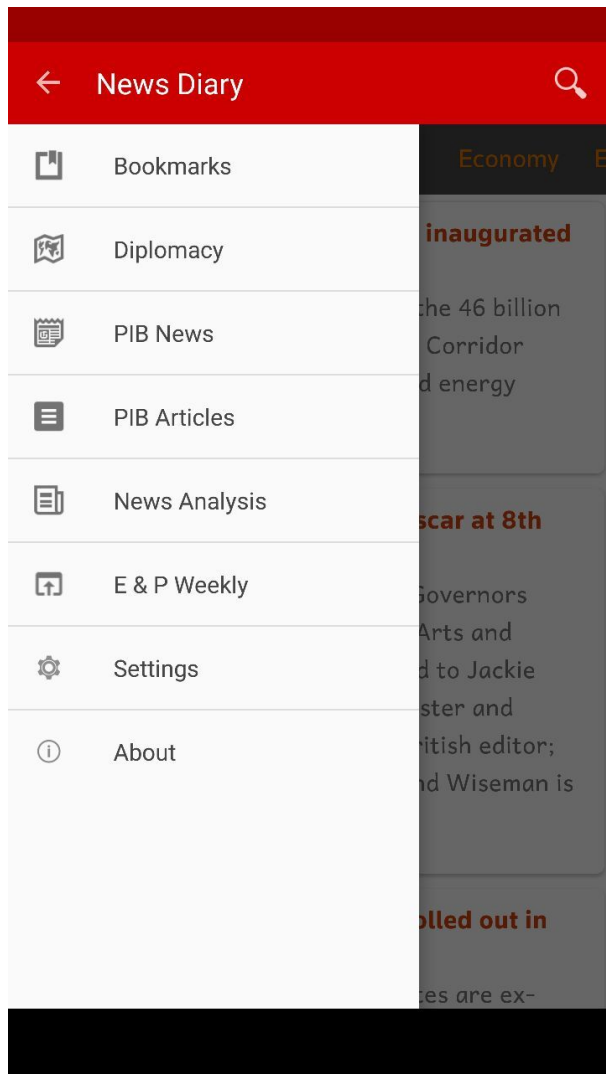 News Diary
Bookmarks
Diplomacy
PIB News
PIB Articles
News Analysis
E & P Weekly
Settings
About
Economy E
inaugurated
the 46 billion
Corridor
d energy
scar at 8th
Governors
Arts and
d to Jackie
ster and
ritish editor;
nd Wiseman is
olled out in
tes are ex-